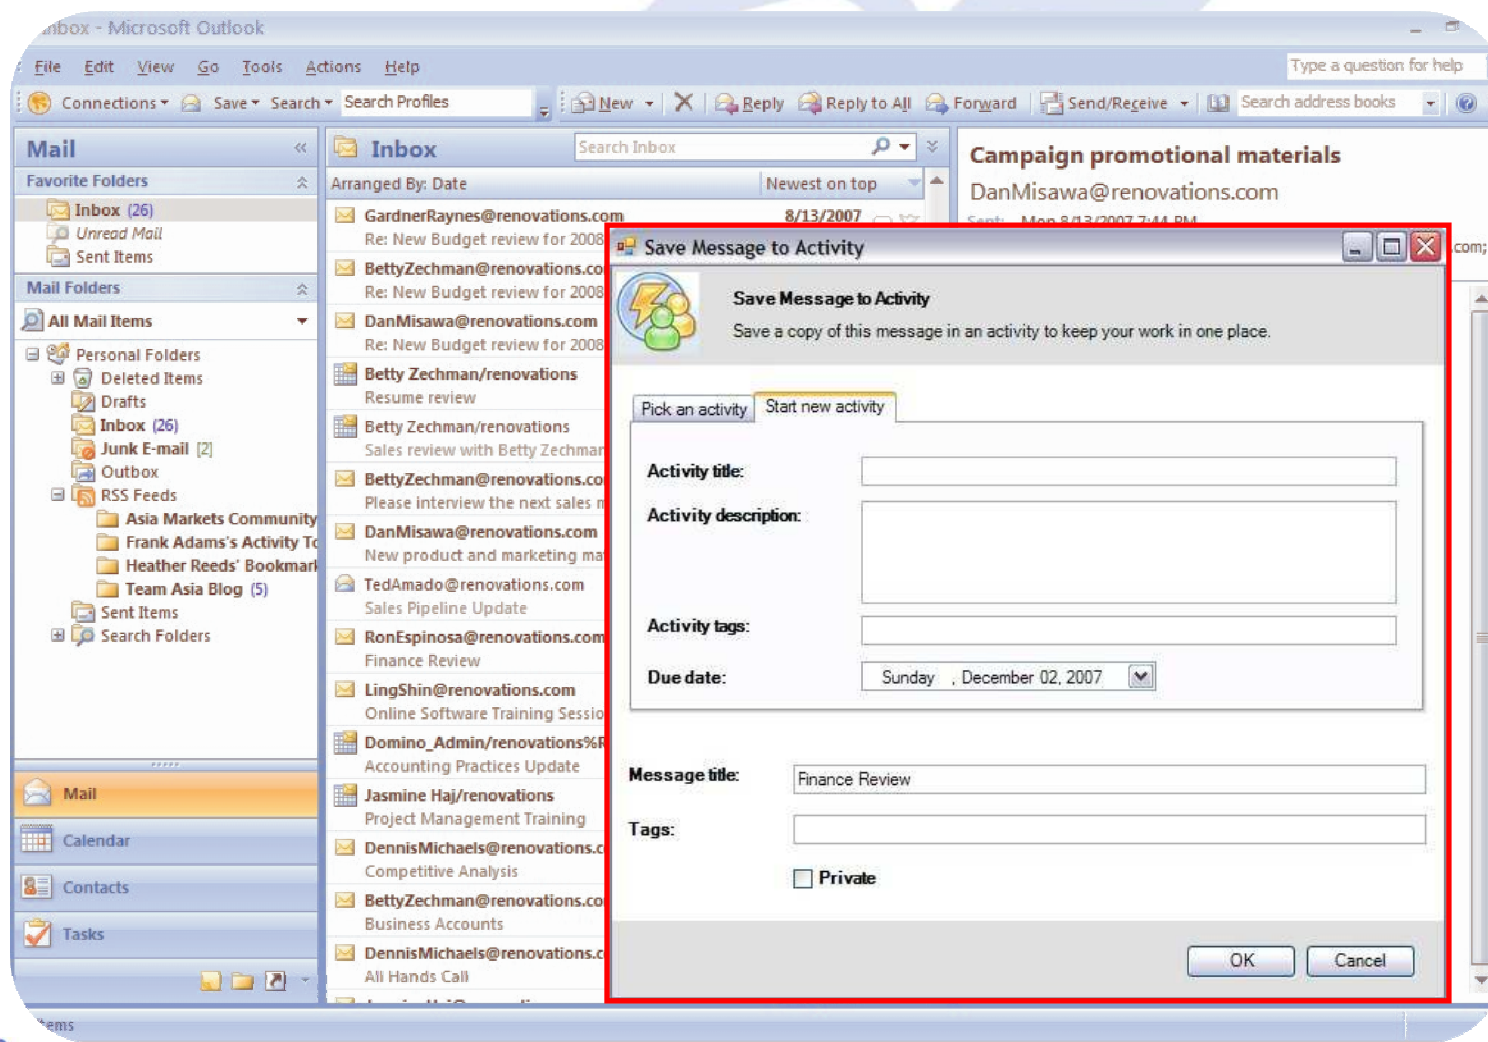 Inbox - Microsoft Outlook
File Edit View Go Tools Actions Help
Type a question for help
Connections Save Search Search Profiles New Reply Reply to All Forward Send/Receive Search address books
Mail
Favorite Folders
Inbox (26)
Unread Mail
Sent Items
Mail Folders
All Mail Items
Personal Folders
Deleted Items
Drafts
Inbox (26)
Junk E-mail [2]
Outbox
RSS Feeds
Asia Markets Community
Frank Adams's Activity To
Heather Reeds' Bookmark
Team Asia Blog (5)
Sent Items
Search Folders
Mail
Calendar
Contacts
Tasks
Inbox
Search Inbox
Arranged By: Date Newest on top
GardnerRaynes@renovations.com 8/13/2007
Re: New Budget review for 2008
BettyZechman@renovations.co
Re: New Budget review for 2008
DanMisawa@renovations.com
Re: New Budget review for 2008
Betty Zechman/renovations
Resume review
Betty Zechman/renovations
Sales review with Betty Zechman
BettyZechman@renovations.co
Please interview the next sales m
DanMisawa@renovations.com
New product and marketing ma
TedAmado@renovations.com
Sales Pipeline Update
RonEspinosa@renovations.com
Finance Review
LingShin@renovations.com
Online Software Training Sessio
Domino_Admin/renovations%R
Accounting Practices Update
Jasmine Haj/renovations
Project Management Training
DennisMichaels@renovations.c
Competitive Analysis
BettyZechman@renovations.co
Business Accounts
DennisMichaels@renovations.c
All Hands Call
Campaign promotional materials
DanMisawa@renovations.com
Sent: Mon 8/13/2007 7:44 PM
.com;
Save Message to Activity
Save Message to Activity
Save a copy of this message in an activity to keep your work in one place.
Pick an activity Start new activity
Activity title:
Activity description:
Activity tags:
Due date: Sunday , December 02, 2007
Message title: Finance Review
Tags:
Private
OK Cancel
tems